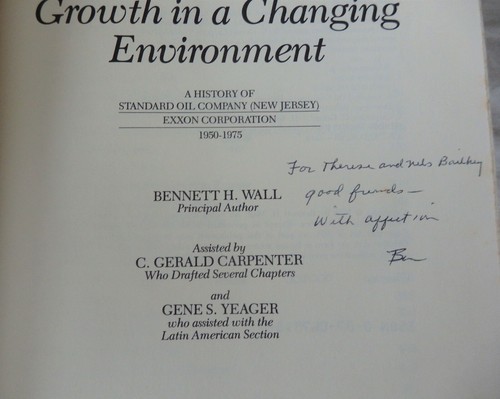 Growth in a Changing
Environment
A HISTORY OF
STANDARD OIL COMPANY (NEW JERSEY)
EXXON CORPORATION
1950-1975
For Therese and Nels Bailkey
good friends—
With affection
Ben
BENNETT H. WALL
Principal Author
Assisted by
C. GERALD CARPENTER
Who Drafted Several Chapters
and
GENE S. YEAGER
who assisted with the
Latin American Section